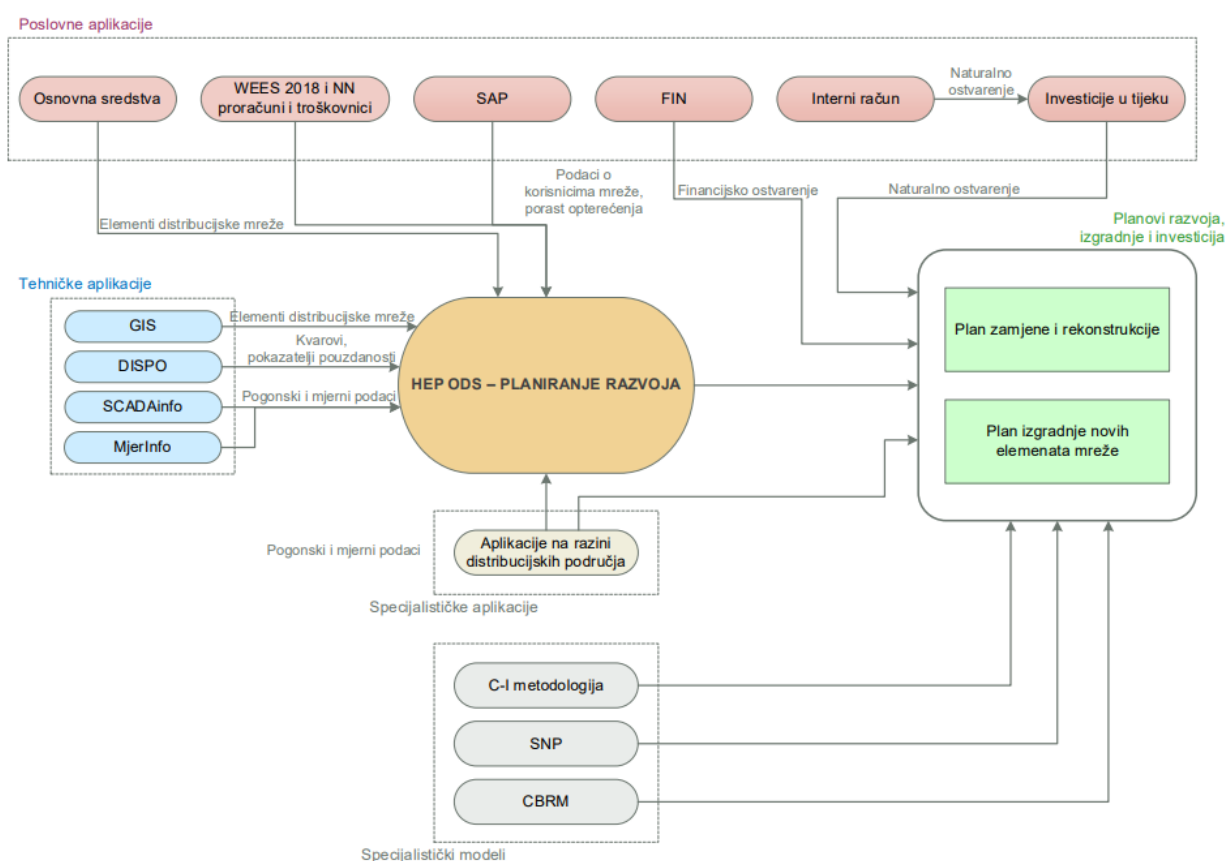 Poslovne aplikacije
Osnovna sredstva
WEES 2018 i NN
proračuni i troškovnici
SAP
FIN
Interni račun
Naturalno
ostvarenje
Investicije u tijeku
Elementi distribucijske mreže
Podaci o
korisnicima mreže,
porast opterećenja
Financijsko ostvarenje
Naturalno ostvarenje
Planovi razvoja,
izgradnje i investicija
Tehničke aplikacije
GIS
Elementi distribucijske mreže
DISPO
Kvarovi,
pokazatelji pouzdanosti
SCADAinfo
Pogonski i mjerni podaci
MjerInfo
HEP ODS – PLANIRANJE RAZVOJA
Plan zamjene i rekonstrukcije
Plan izgradnje novih
elemenata mreže
Pogonski i mjerni podaci
Aplikacije na razini
distribucijskih područja
Specijalističke aplikacije
C-I metodologija
SNP
CBRM
Specijalistički modeli